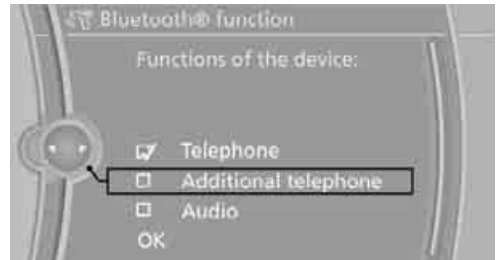 Bluetooth® function
Functions of the device:
Telephone
Additional telephone
Audio
OK